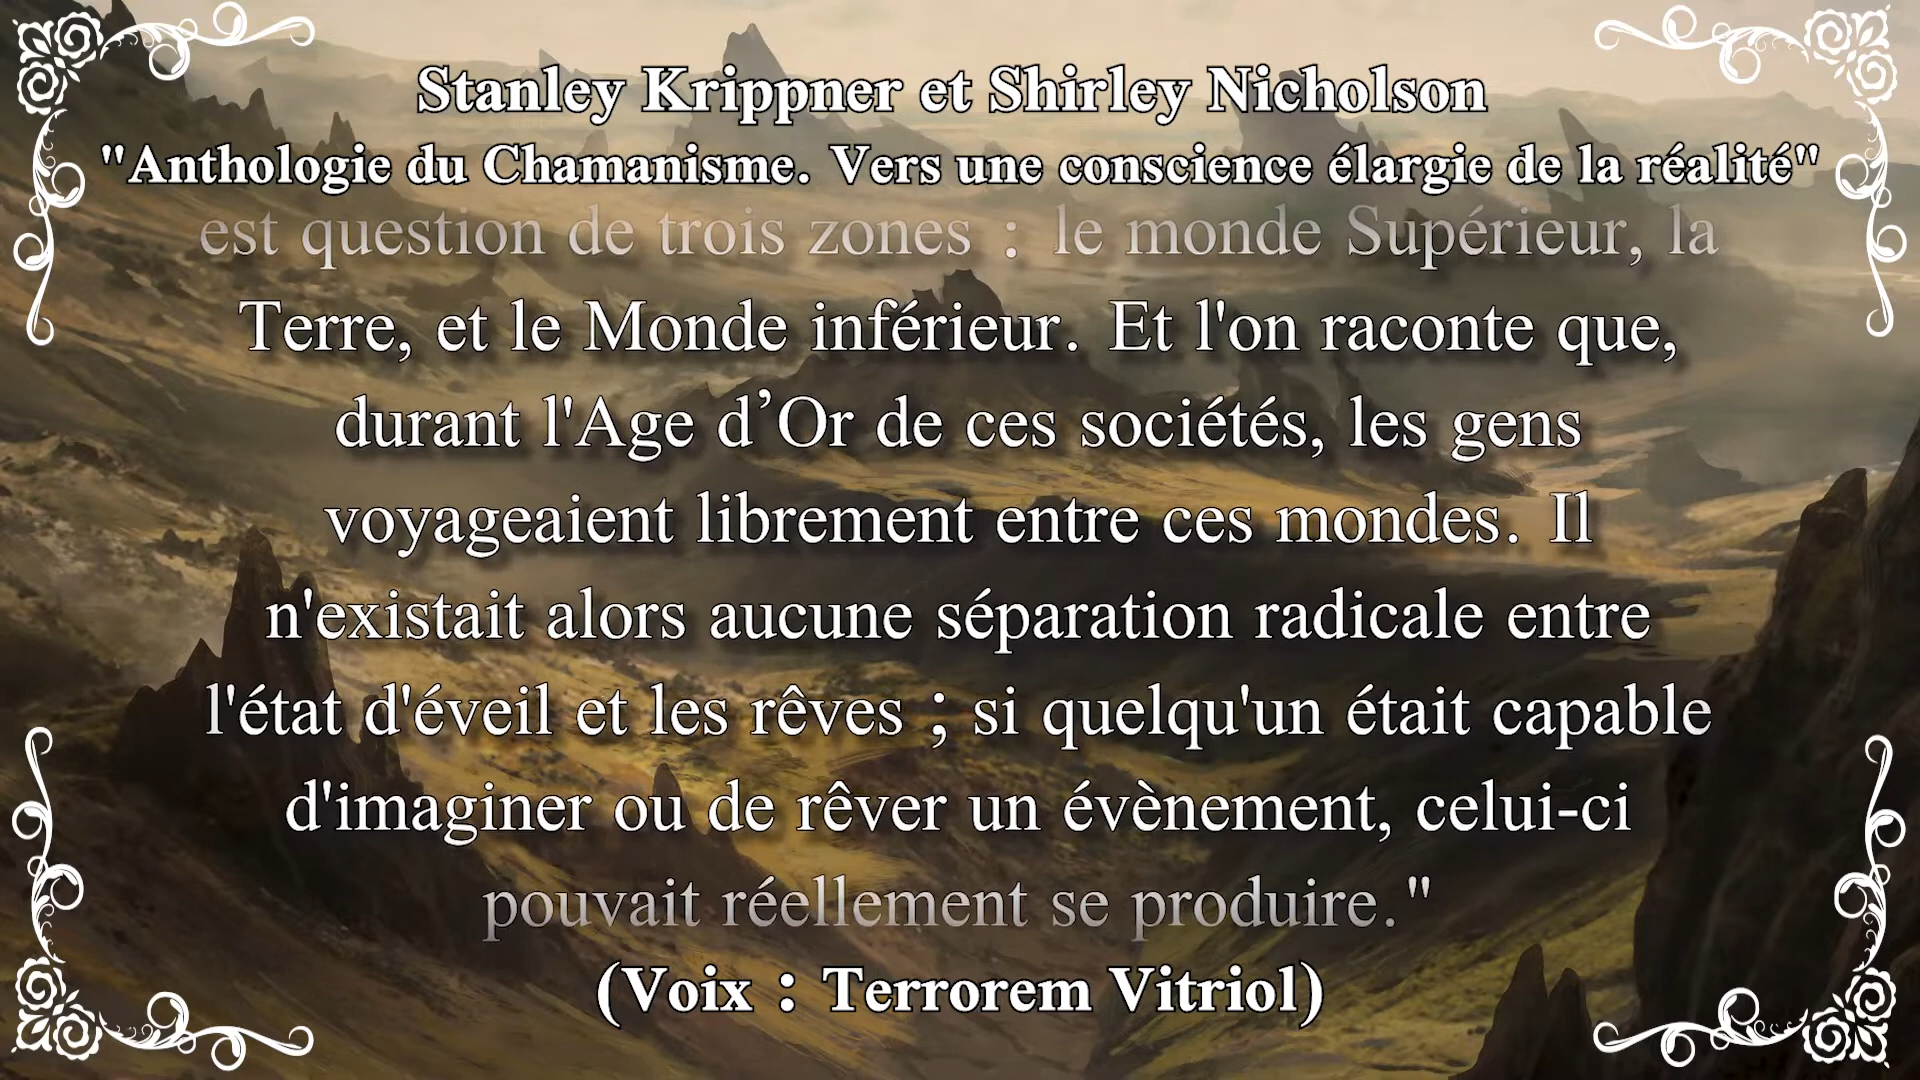 Stanley Krippner et Shirley Nicholson
"Anthologie du Chamanisme. Vers une conscience élargie de la réalité"
est question de trois zones : le monde Supérieur, la
Terre, et le Monde inférieur. Et l'on raconte que,
durant l'Age d’Or de ces sociétés, les gens
voyageaient librement entre ces mondes. Il
n'existait alors aucune séparation radicale entre
l'état d'éveil et les rêves ; si quelqu'un était capable
d'imaginer ou de rêver un évènement, celui-ci
pouvait réellement se produire."
(Voix : Terrorem Vitriol)